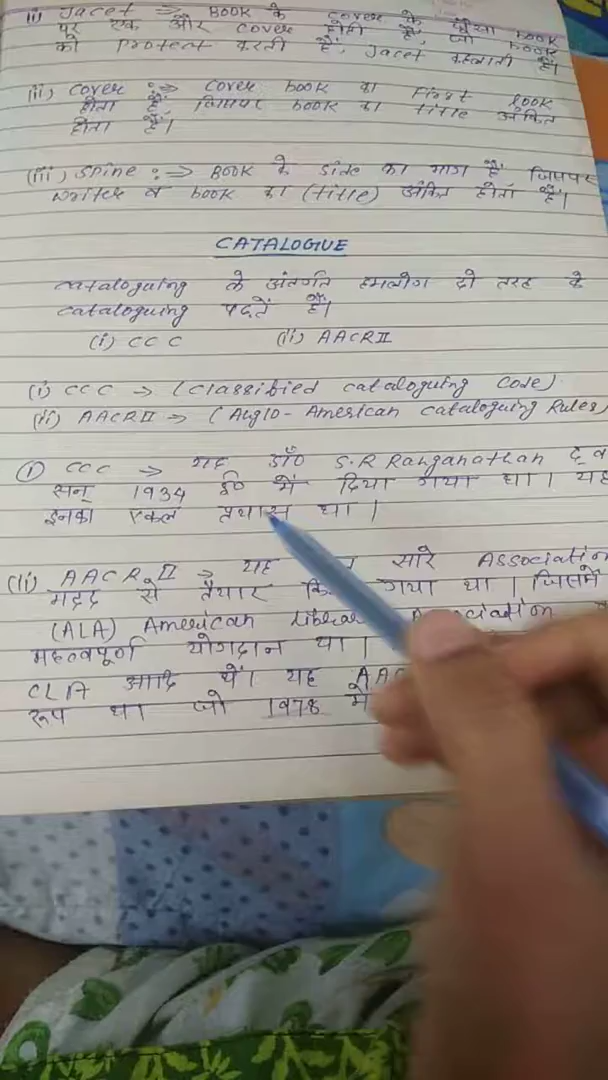 ii) Jacet ⇒ BOOK के cover के book
पर एक और cover होती है, जो book
को Protect करती है, Jacet कहलाती है।
(ii) cover :⇒ cover book का First look
होता है जिसपर book का title अंकित
होता है।
(iii) Spine :⇒ BOOK के side का भाग है जिसपर
writer व book का (title) अंकित होता है।
CATALOGUE
cataloguing के अंतर्गत हमलोग दो तरह के
cataloguing पढ़तें हैं।
(i) CCC (ii) AACR II
(i) CCC → (classified cataloguing Code).
(ii) AACR II → (Anglo-American cataloguing Rules)
① CCC → यह डॉ० S.R Ranganathan
सन् 1934 ई० में दिया गया था। यह
इनका एकल प्रयास था।
(ii) AACR II → यह सारे Association
मदद से तैयार गया था। जिसमें
(ALA) American Association
महत्वपूर्ण योगदान था।
CLA आदि थें। यह
रूप था जो 1978 में